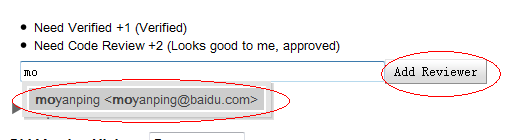 Need Verified +1 (Verified)
Need Code Review +2 (Looks good to me, approved)
mo
Add Reviewer
moyanping <moyanping@baidu.com>